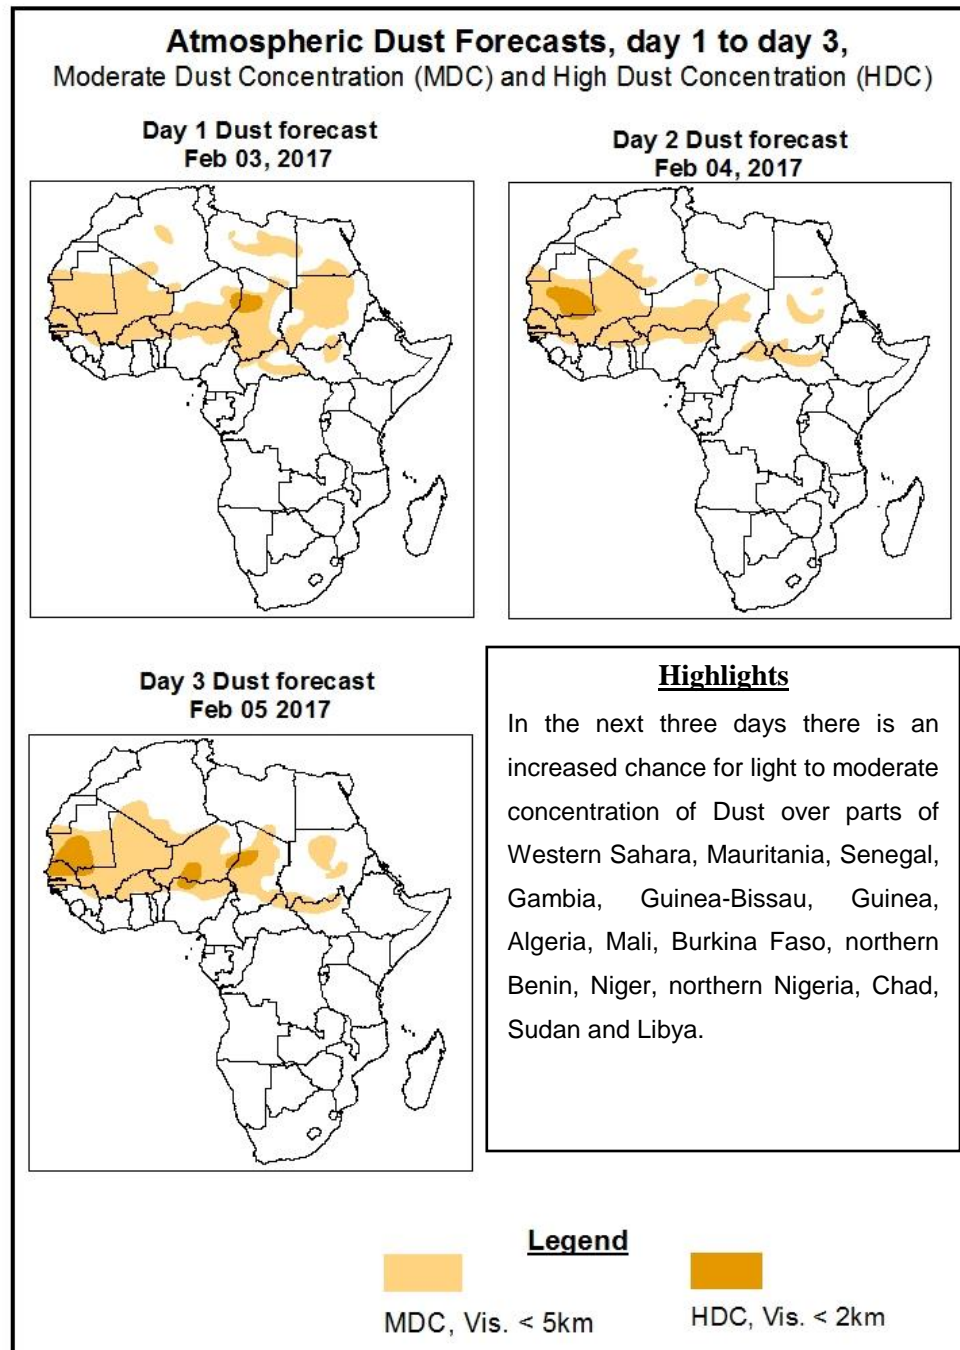 Atmospheric Dust Forecasts, day 1 to day 3,
Moderate Dust Concentration (MDC) and High Dust Concentration (HDC)
Day 1 Dust forecast
Feb 03, 2017
Day 2 Dust forecast
Feb 04, 2017
Day 3 Dust forecast
Feb 05 2017
Highlights
In the next three days there is an
increased chance for light to moderate
concentration of Dust over parts of
Western Sahara, Mauritania, Senegal,
Gambia, Guinea-Bissau, Guinea,
Algeria, Mali, Burkina Faso, northern
Benin, Niger, northern Nigeria, Chad,
Sudan and Libya.
Legend
MDC, Vis. < 5km
HDC, Vis. < 2km